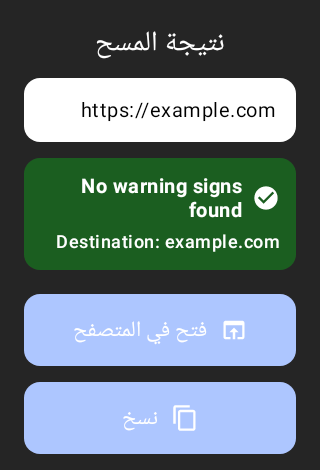 نتيجة المسح
https://example.com
No warning signs
found
Destination: example.com
فتح في المتصفح
نسخ